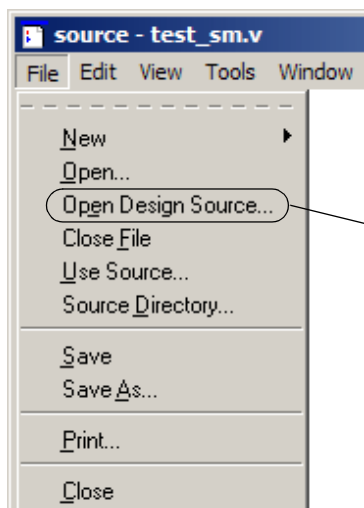 source - test_sm.v
File Edit View Tools Window
New
Open...
Open Design Source...
Close File
Use Source...
Source Directory...
Save
Save As...
Print...
Close